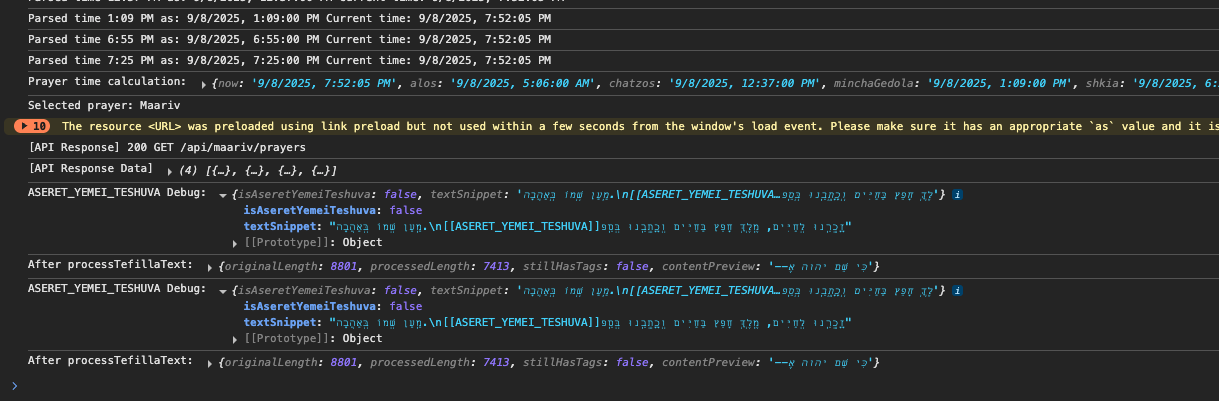 Parsed time 1:09 PM as: 9/8/2025, 1:09:00 PM Current time: 9/8/2025, 7:52:05 PM
Parsed time 6:55 PM as: 9/8/2025, 6:55:00 PM Current time: 9/8/2025, 7:52:05 PM
Parsed time 7:25 PM as: 9/8/2025, 7:25:00 PM Current time: 9/8/2025, 7:52:05 PM
Prayer time calculation: ▶ {now: '9/8/2025, 7:52:05 PM', alos: '9/8/2025, 5:06:00 AM', chatzos: '9/8/2025, 12:37:00 PM', minchaGedola: '9/8/2025, 1:09:00 PM', shkia: '9/8/2025, 6:
Selected prayer: Maariv
▶ 10 The resource <URL> was preloaded using link preload but not used within a few seconds from the window's load event. Please make sure it has an appropriate `as` value and it is
[API Response] 200 GET /api/maariv/prayers
[API Response Data] ▶ (4) [{…}, {…}, {…}, {…}]
ASERET_YEMEI_TESHUVA Debug: ▼ {isAseretYemeiTeshuva: false, textSnippet: 'מַֽעַן שְׁמוֹ בְּאַהֲבָה.\n[[ASERET_YEMEI_TESHUVA…לֶךְ חָפֵץ בַּחַיִּים וְכׇתְבֵֽנוּ בְּסֵֽפ'}
isAseretYemeiTeshuva: false
textSnippet: "מַֽעַן שְׁמוֹ בְּאַהֲבָה.\n[[ASERET_YEMEI_TESHUVA]]זׇכְרֵֽנוּ לְחַיִּים, מֶֽלֶךְ חָפֵץ בַּחַיִּים וְכׇתְבֵֽנוּ בְּסֵֽפ"
▶ [[Prototype]]: Object
After processTefillaText: ▶ {originalLength: 8801, processedLength: 7413, stillHasTags: false, contentPreview: '--כִּי שֵׁם יהוה אֶ'}
ASERET_YEMEI_TESHUVA Debug: ▼ {isAseretYemeiTeshuva: false, textSnippet: 'מַֽעַן שְׁמוֹ בְּאַהֲבָה.\n[[ASERET_YEMEI_TESHUVA…לֶךְ חָפֵץ בַּחַיִּים וְכׇתְבֵֽנוּ בְּסֵֽפ'}
isAseretYemeiTeshuva: false
textSnippet: "מַֽעַן שְׁמוֹ בְּאַהֲבָה.\n[[ASERET_YEMEI_TESHUVA]]זׇכְרֵֽנוּ לְחַיִּים, מֶֽלֶךְ חָפֵץ בַּחַיִּים וְכׇתְבֵֽנוּ בְּסֵֽפ"
▶ [[Prototype]]: Object
After processTefillaText: ▶ {originalLength: 8801, processedLength: 7413, stillHasTags: false, contentPreview: '--כִּי שֵׁם יהוה אֶ'}